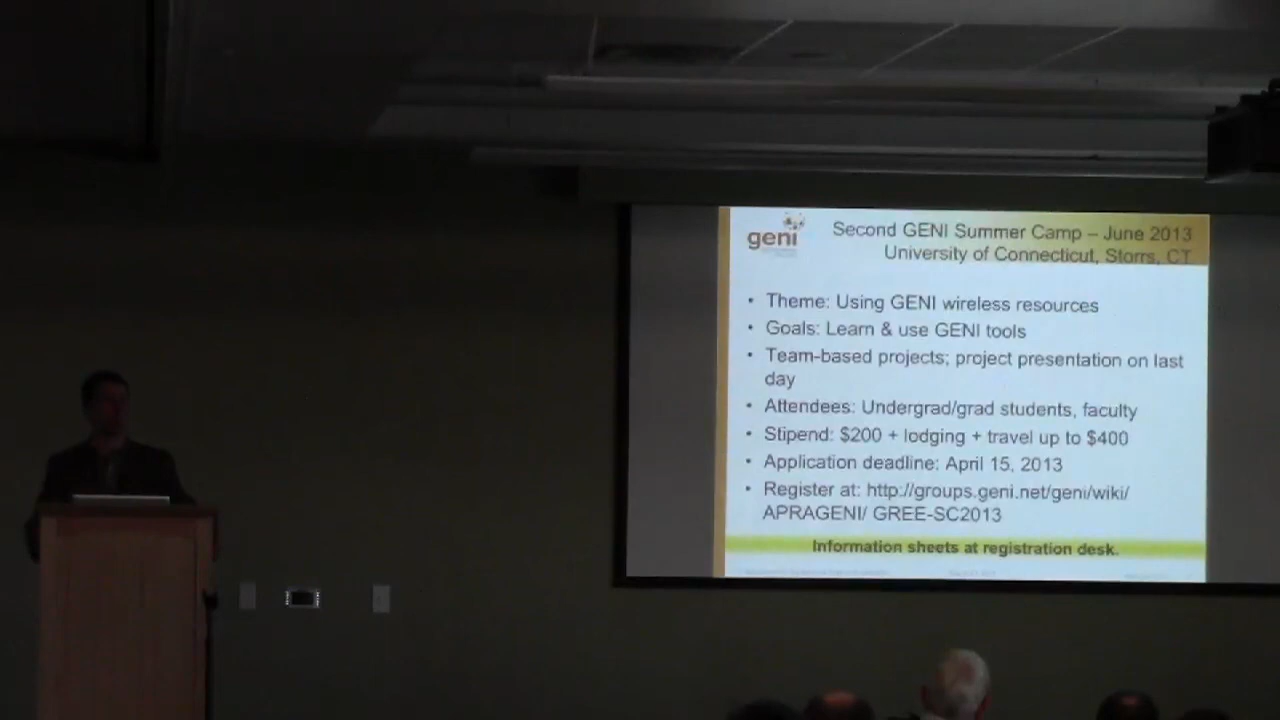 geni
Second GENI Summer Camp – June 2013
University of Connecticut, Storrs, CT
• Theme: Using GENI wireless resources
• Goals: Learn & use GENI tools
• Team-based projects; project presentation on last
day
• Attendees: Undergrad/grad students, faculty
• Stipend: $200 + lodging + travel up to $400
• Application deadline: April 15, 2013
• Register at: http://groups.geni.net/geni/wiki/
APRAGENI/ GREE-SC2013
Information sheets at registration desk.